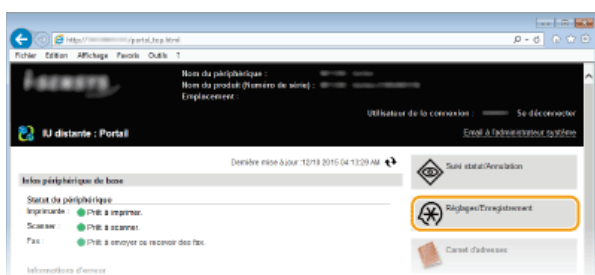 /portal_top.html
Fichier Edition Affichage Favoris Outils ?
Nom du périphérique :
Nom du produit (Numéro de série) :
Emplacement :
Utilisateur de la connexion : Se déconnecter
IU distante : Portail
Email à l'administrateur système
Dernière mise à jour :12/18 2015 04:13:29 AM
Suivi statut/Annulation
Infos périphérique de base
Statut du périphérique
Imprimante : Prêt à imprimer.
Réglages/Enregistrement
Scanner : Prêt à scanner.
Fax : Prêt à envoyer ou recevoir des fax.
Carnet d'adresses
Informations d'erreur